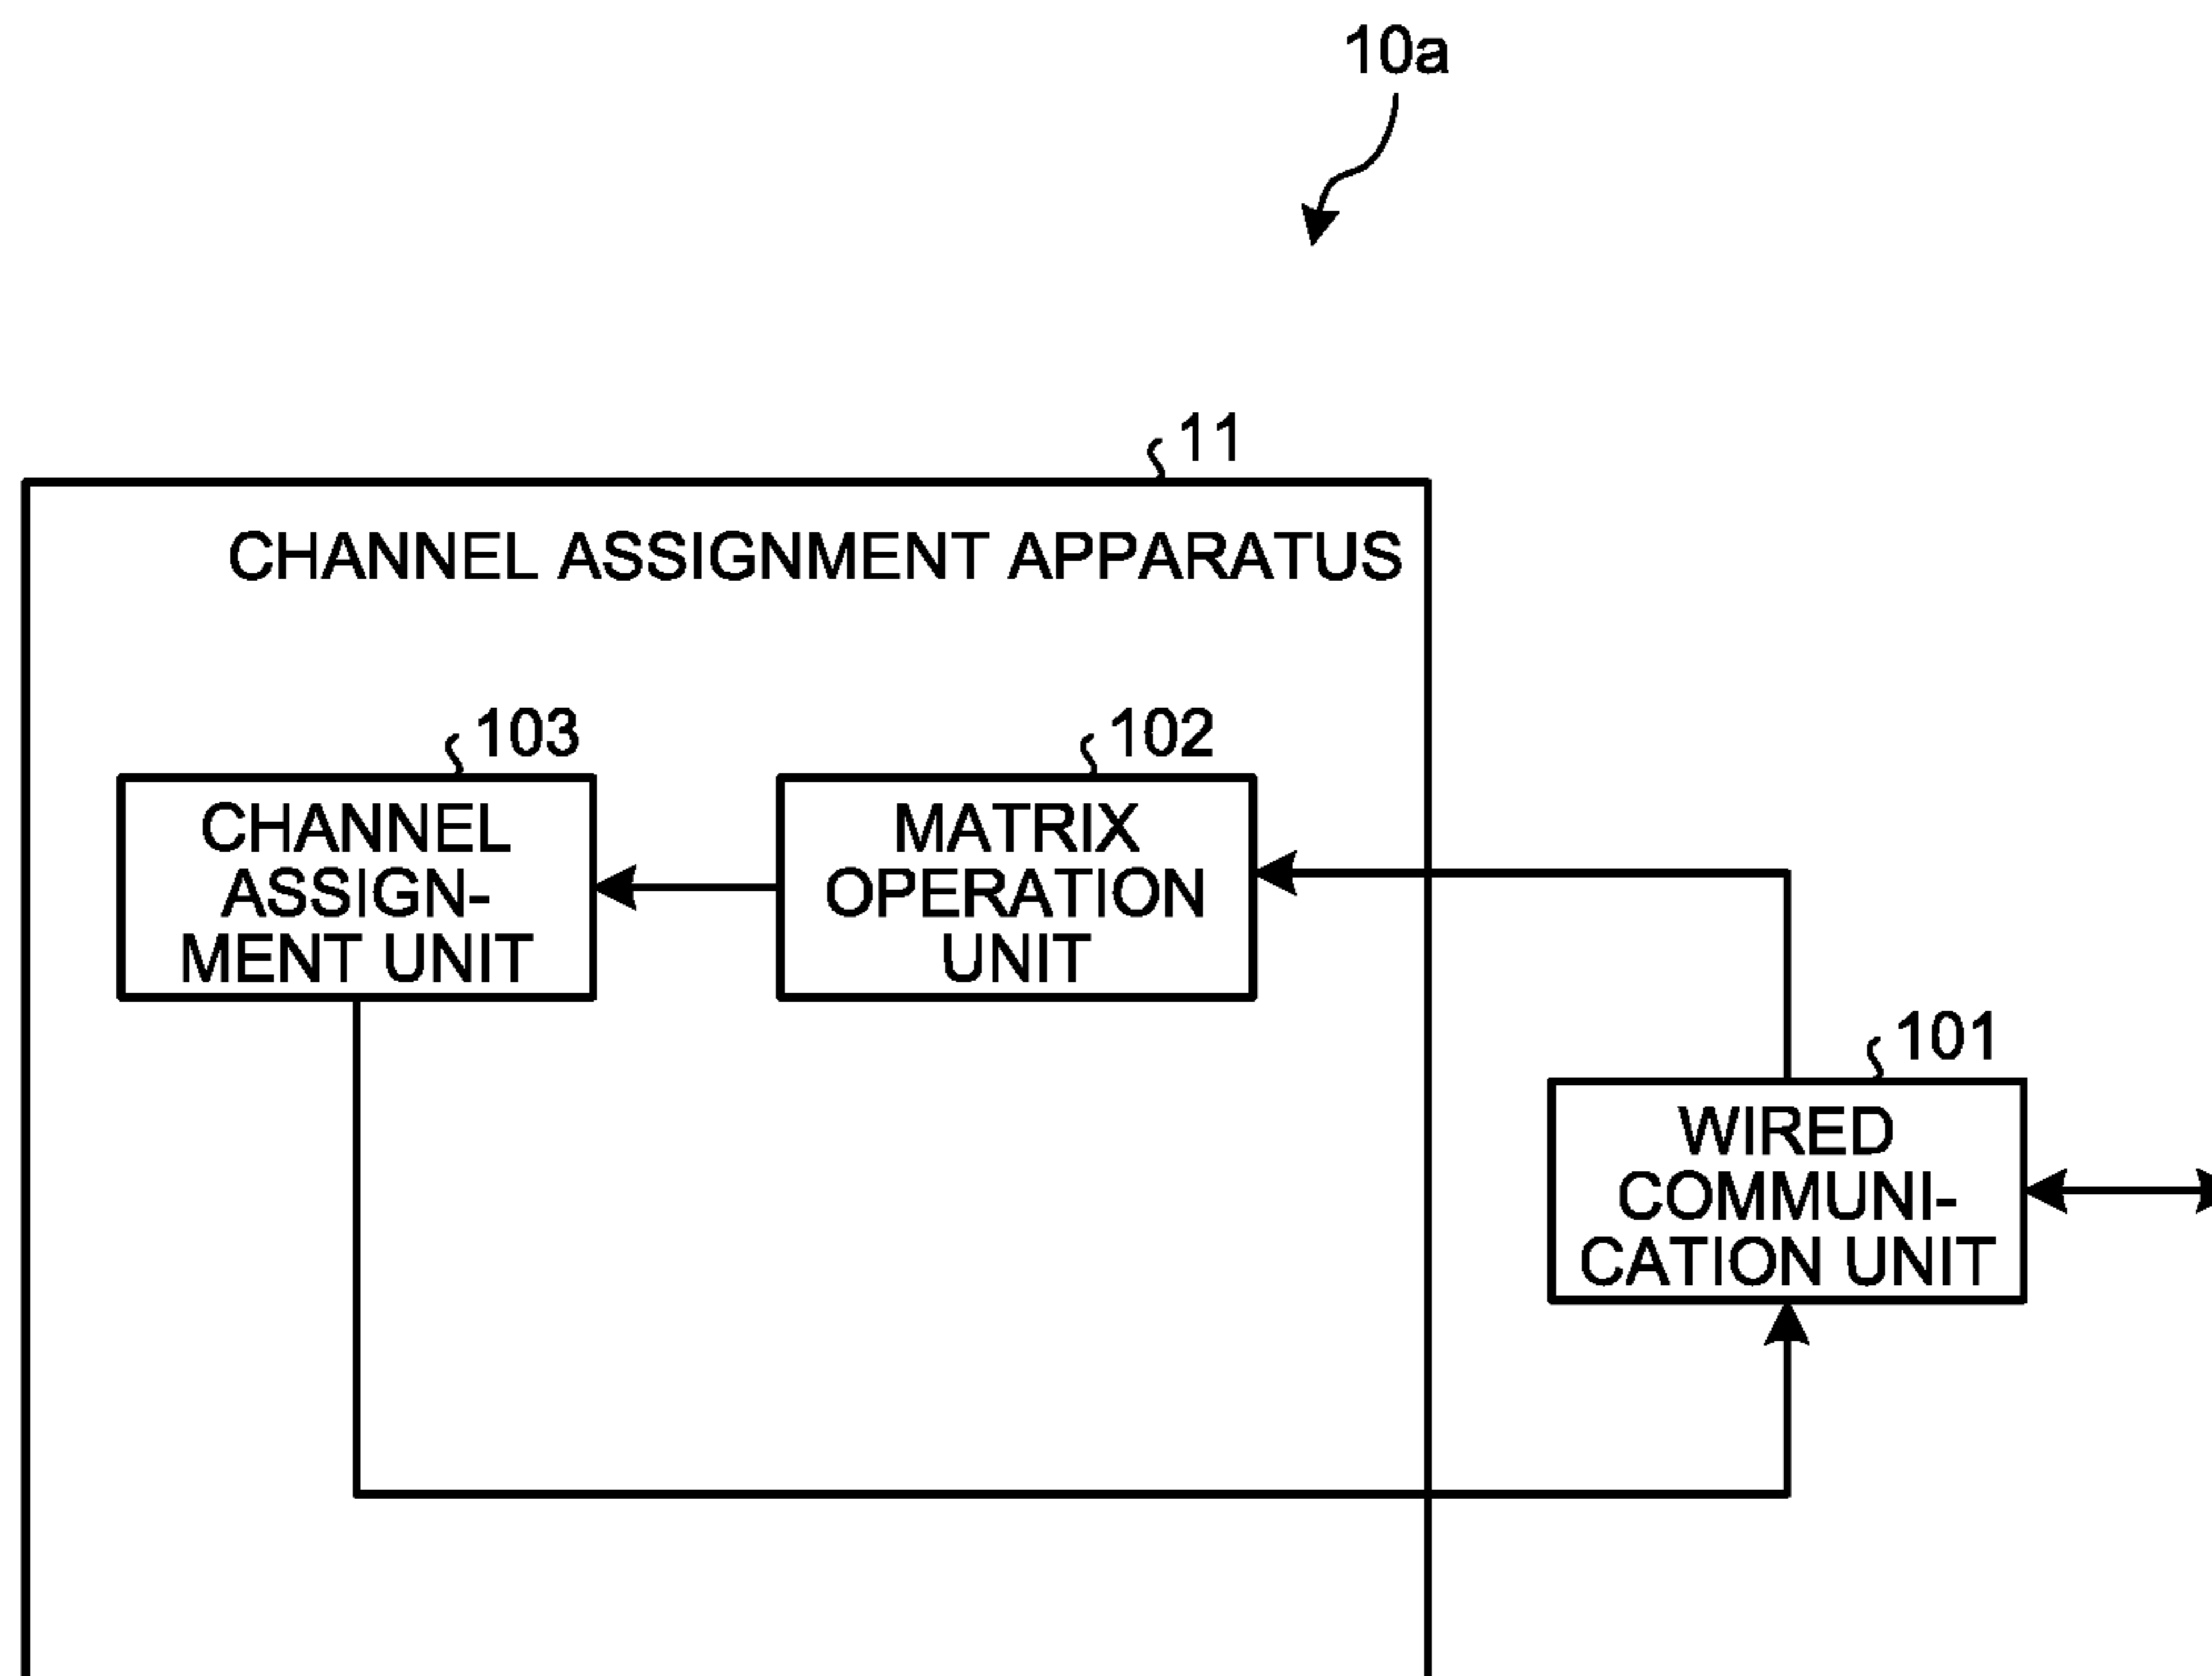 10a
11
CHANNEL ASSIGNMENT APPARATUS
103
CHANNEL
ASSIGN-
MENT UNIT
102
MATRIX
OPERATION
UNIT
101
WIRED
COMMUNI-
CATION UNIT